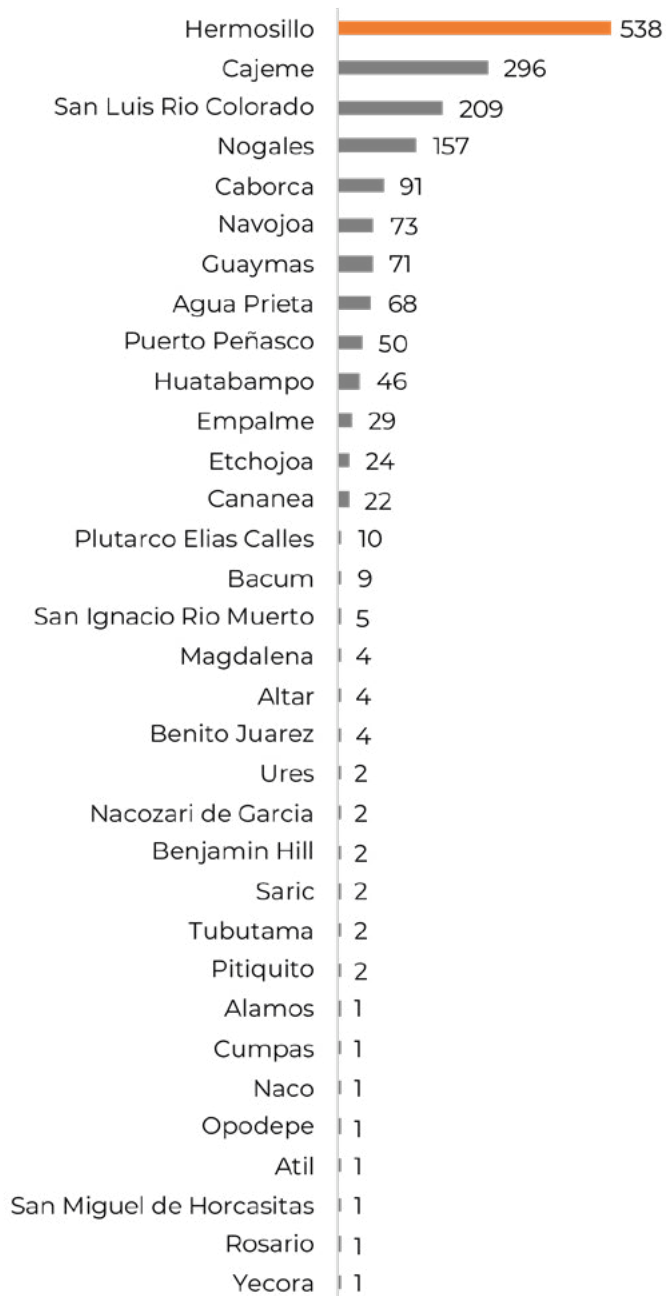 Hermosillo 538
Cajeme 296
San Luis Rio Colorado 209
Nogales 157
Caborca 91
Navojoa 73
Guaymas 71
Agua Prieta 68
Puerto Peñasco 50
Huatabampo 46
Empalme 29
Etchojoa 24
Cananea 22
Plutarco Elias Calles 10
Bacum 9
San Ignacio Rio Muerto 5
Magdalena 4
Altar 4
Benito Juarez 4
Ures 2
Nacozari de Garcia 2
Benjamin Hill 2
Saric 2
Tubutama 2
Pitiquito 2
Alamos 1
Cumpas 1
Naco 1
Opodepe 1
Atil 1
San Miguel de Horcasitas 1
Rosario 1
Yecora 1